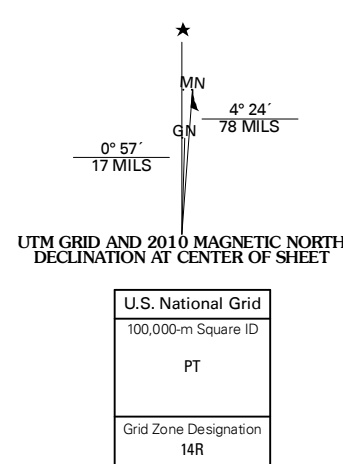 MN
4° 24´
78 MILS
GN
0° 57´
17 MILS
UTM GRID AND 2010 MAGNETIC NORTH
DECLINATION AT CENTER OF SHEET
U.S. National Grid
100,000-m Square ID
PT
Grid Zone Designation
14R